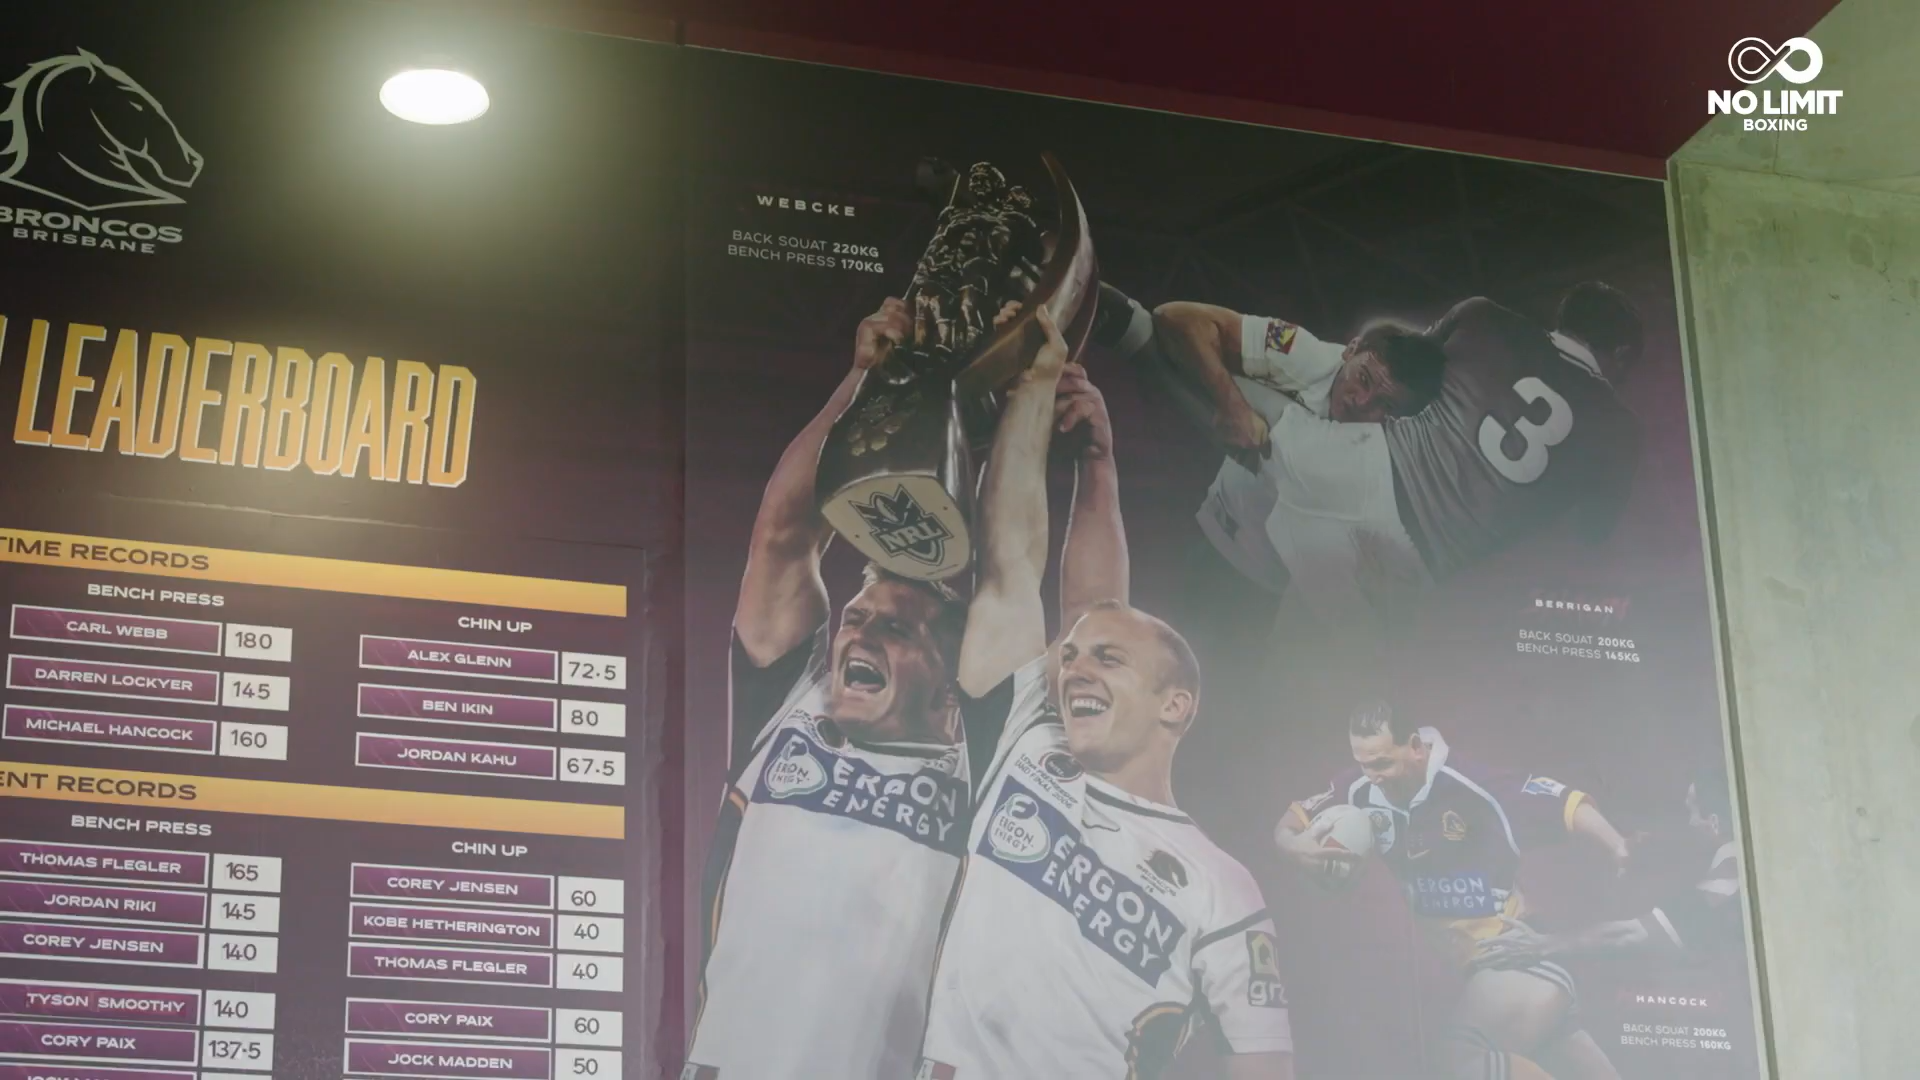 NO LIMIT
BOXING
BRONCOS
BRISBANE
LEADERBOARD
TIME RECORDS
BENCH PRESS
CARL WEBB 180
DARREN LOCKYER 145
MICHAEL HANCOCK 160
CHIN UP
ALEX GLENN 72.5
BEN IKIN 80
JORDAN KAHU 67.5
ENT RECORDS
BENCH PRESS
THOMAS FLEGLER 165
JORDAN RIKI 145
COREY JENSEN 140
TYSON SMOOTHY 140
CORY PAIX 137.5
CHIN UP
COREY JENSEN 60
KOBE HETHERINGTON 40
THOMAS FLEGLER 40
CORY PAIX 60
JOCK MADDEN 50
WEBCKE
BACK SQUAT 220KG
BENCH PRESS 170KG
NRL
ERGON
ENERGY
ERGON
ENERGY
ERGON.
ENERGY
3
BERRIGAN
BACK SQUAT 200KG
BENCH PRESS 145KG
ERGON
ENERGY
HANCOCK
BACK SQUAT 200KG
BENCH PRESS 160KG